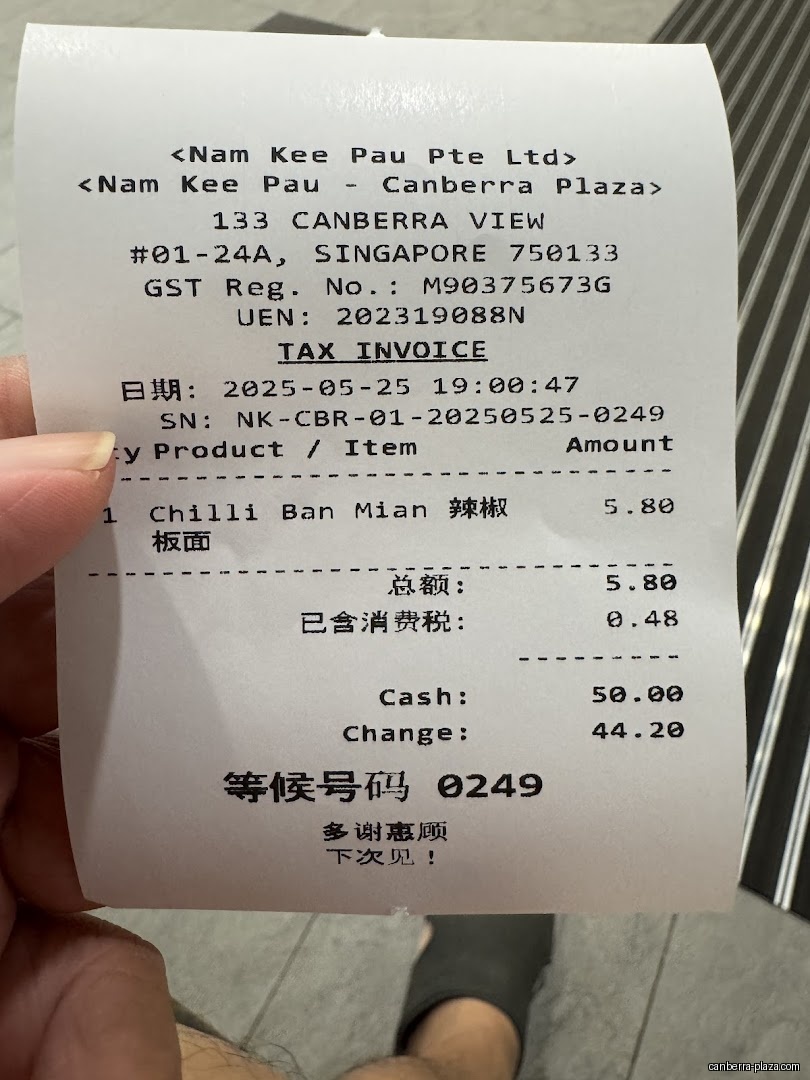 <Nam Kee Pau Pte Ltd>
<Nam Kee Pau - Canberra Plaza>
133 CANBERRA VIEW
#01-24A, SINGAPORE 750133
GST Reg. No.: M90375673G
UEN: 202319088N
TAX INVOICE
日期: 2025-05-25 19:00:47
SN: NK-CBR-01-20250525-0249
Product / Item Amount
1 Chilli Ban Mian 辣椒 5.80
板面
总额: 5.80
已含消费税: 0.48
Cash: 50.00
Change: 44.20
等候号码 0249
多谢惠顾
下次见!
canberra-plaza.com